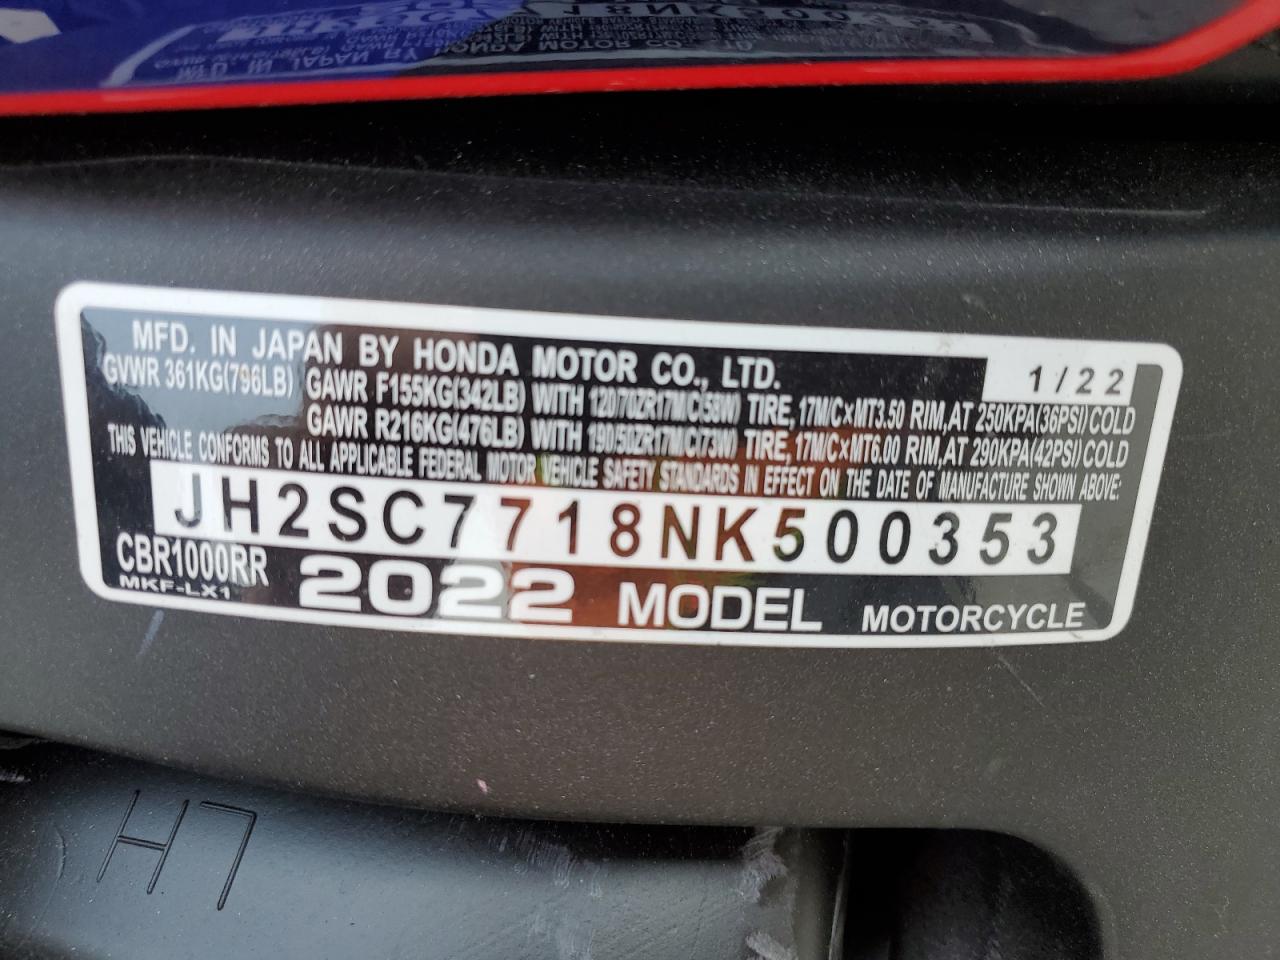 MFD. IN JAPAN BY HONDA MOTOR CO., LTD. 1/22
GVWR 361KG(796LB) GAWR F155KG(342LB) WITH 120/70ZR17M/C(58W) TIRE, 17M/C×MT3.50 RIM, AT 250KPA(36PSI)COLD
GAWR R216KG(476LB) WITH 190/50ZR17M/C(73W) TIRE, 17M/C×MT6.00 RIM, AT 290KPA(42PSI)COLD
THIS VEHICLE CONFORMS TO ALL APPLICABLE FEDERAL MOTOR VEHICLE SAFETY STANDARDS IN EFFECT ON THE DATE OF MANUFACTURE SHOWN ABOVE:
JH2SC7718NK500353
CBR1000RR 2022 MODEL MOTORCYCLE
MKF-LX1
H7